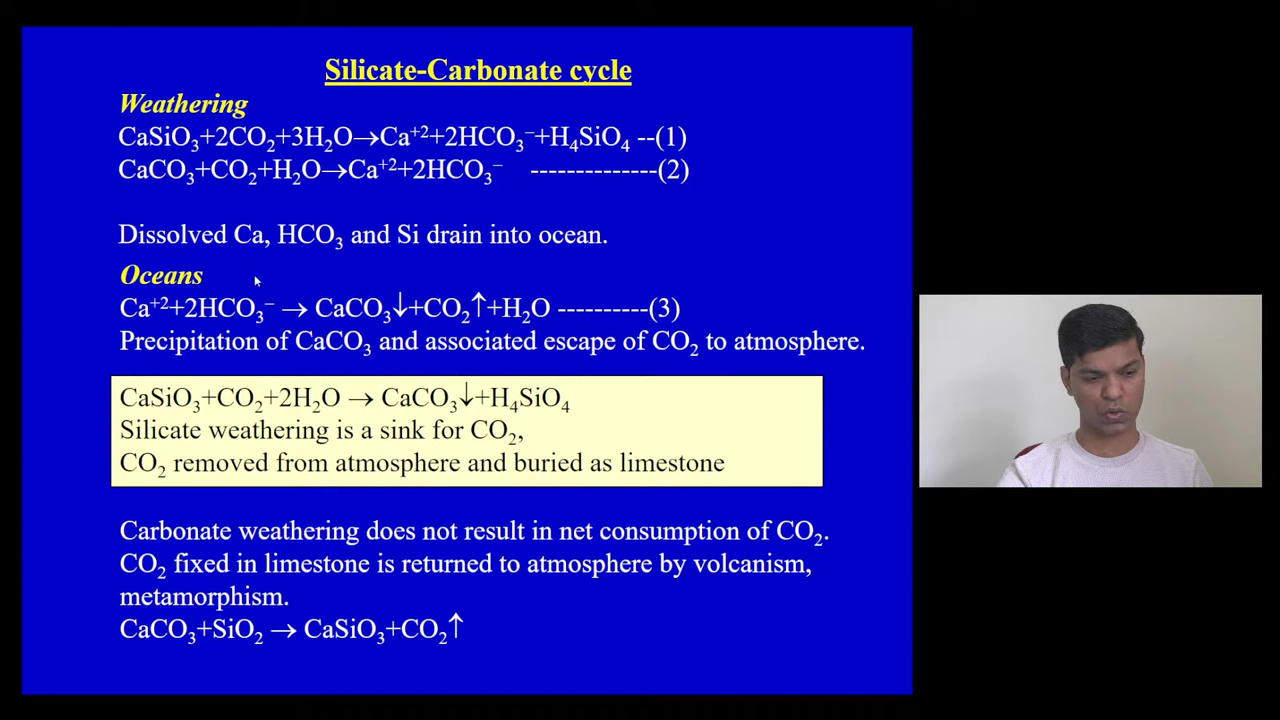 Silicate-Carbonate cycle
Weathering
CaSiO₃+2CO₂+3H₂O→Ca⁺²+2HCO₃⁻+H₄SiO₄ --(1)
CaCO₃+CO₂+H₂O→Ca⁺²+2HCO₃⁻ --------------(2)
Dissolved Ca, HCO₃ and Si drain into ocean.
Oceans
Ca⁺²+2HCO₃⁻ → CaCO₃↓+CO₂↑+H₂O ----------(3)
Precipitation of CaCO₃ and associated escape of CO₂ to atmosphere.
CaSiO₃+CO₂+2H₂O → CaCO₃↓+H₄SiO₄
Silicate weathering is a sink for CO₂,
CO₂ removed from atmosphere and buried as limestone
Carbonate weathering does not result in net consumption of CO₂.
CO₂ fixed in limestone is returned to atmosphere by volcanism,
metamorphism.
CaCO₃+SiO₂ → CaSiO₃+CO₂↑